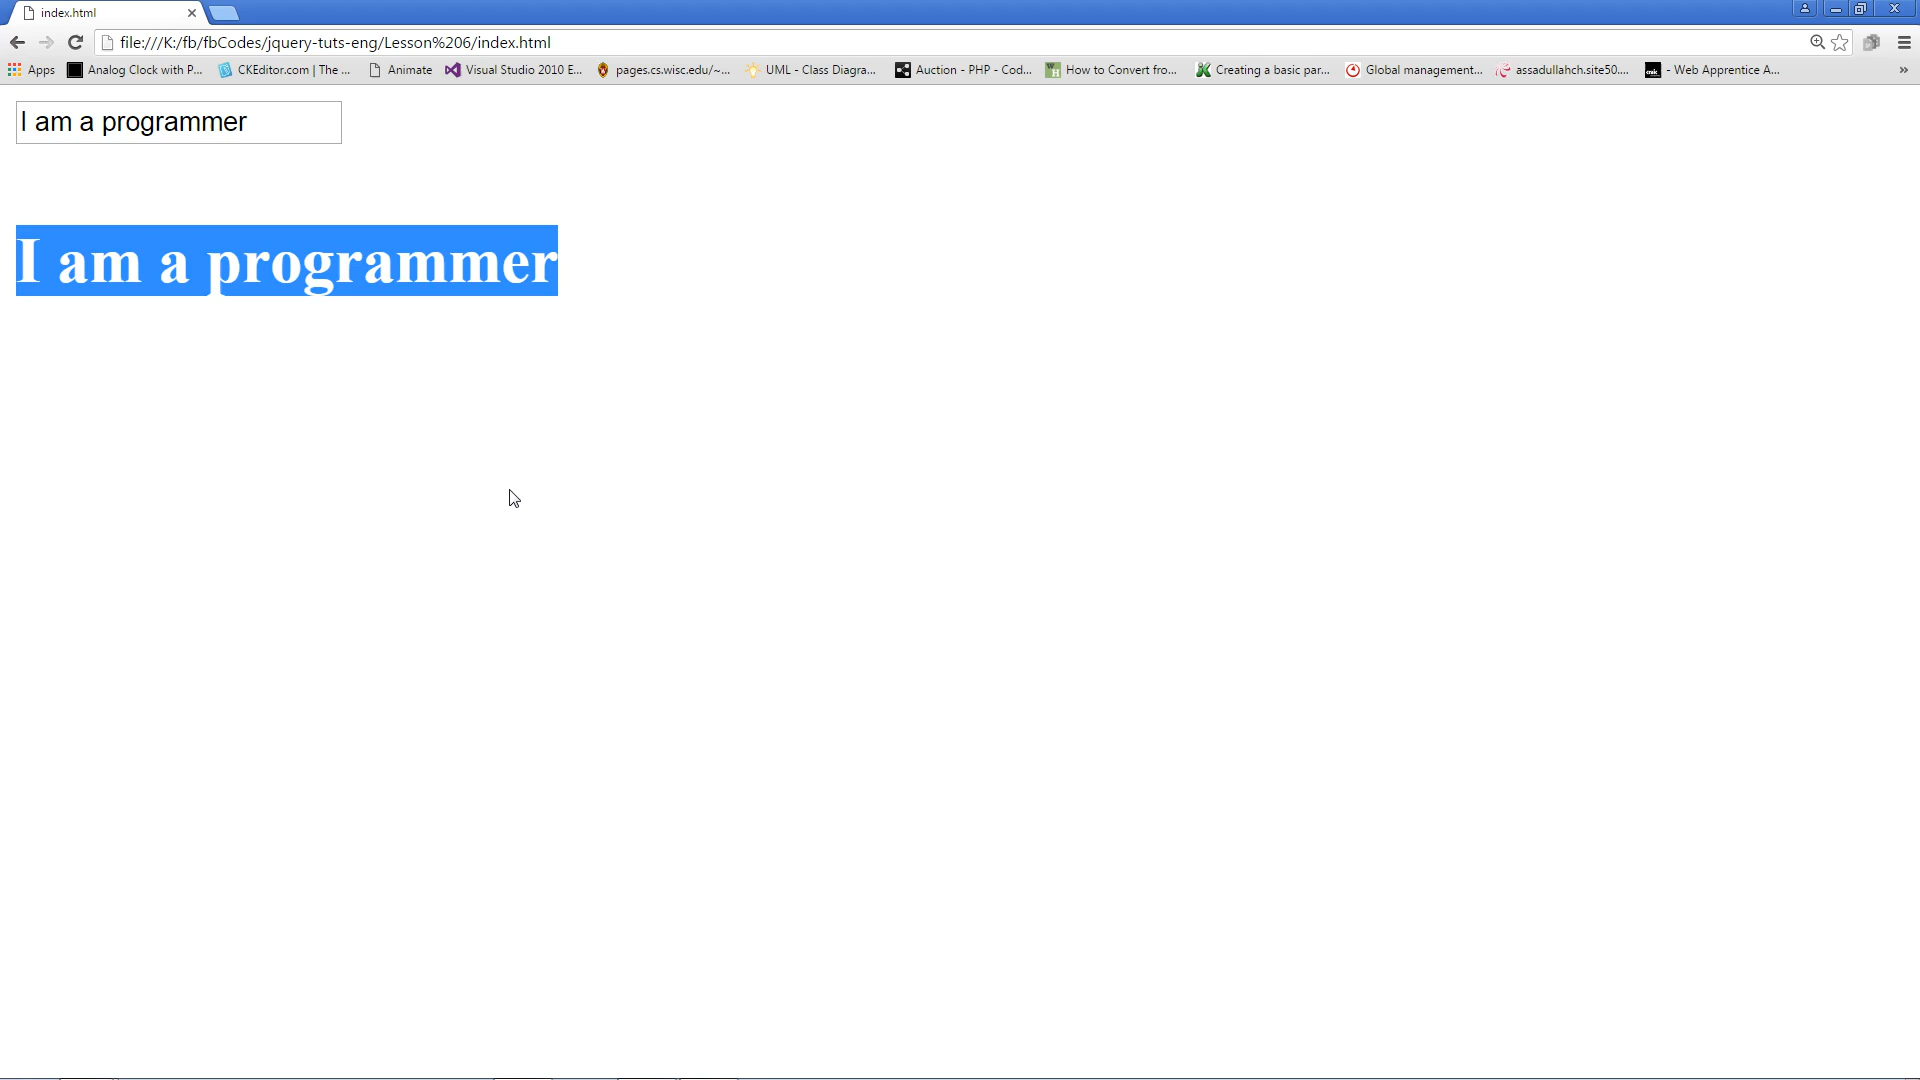 index.html
file:///K:/fb/fbCodes/jquery-tuts-eng/Lesson%206/index.html
Apps Analog Clock with P... CKEditor.com | The ... Animate Visual Studio 2010 E... pages.cs.wisc.edu/~... UML - Class Diagra... Auction - PHP - Cod... How to Convert fro... Creating a basic par... Global management... assadullahch.site50.... - Web Apprentice A... »
I am a programmer
I am a programmer